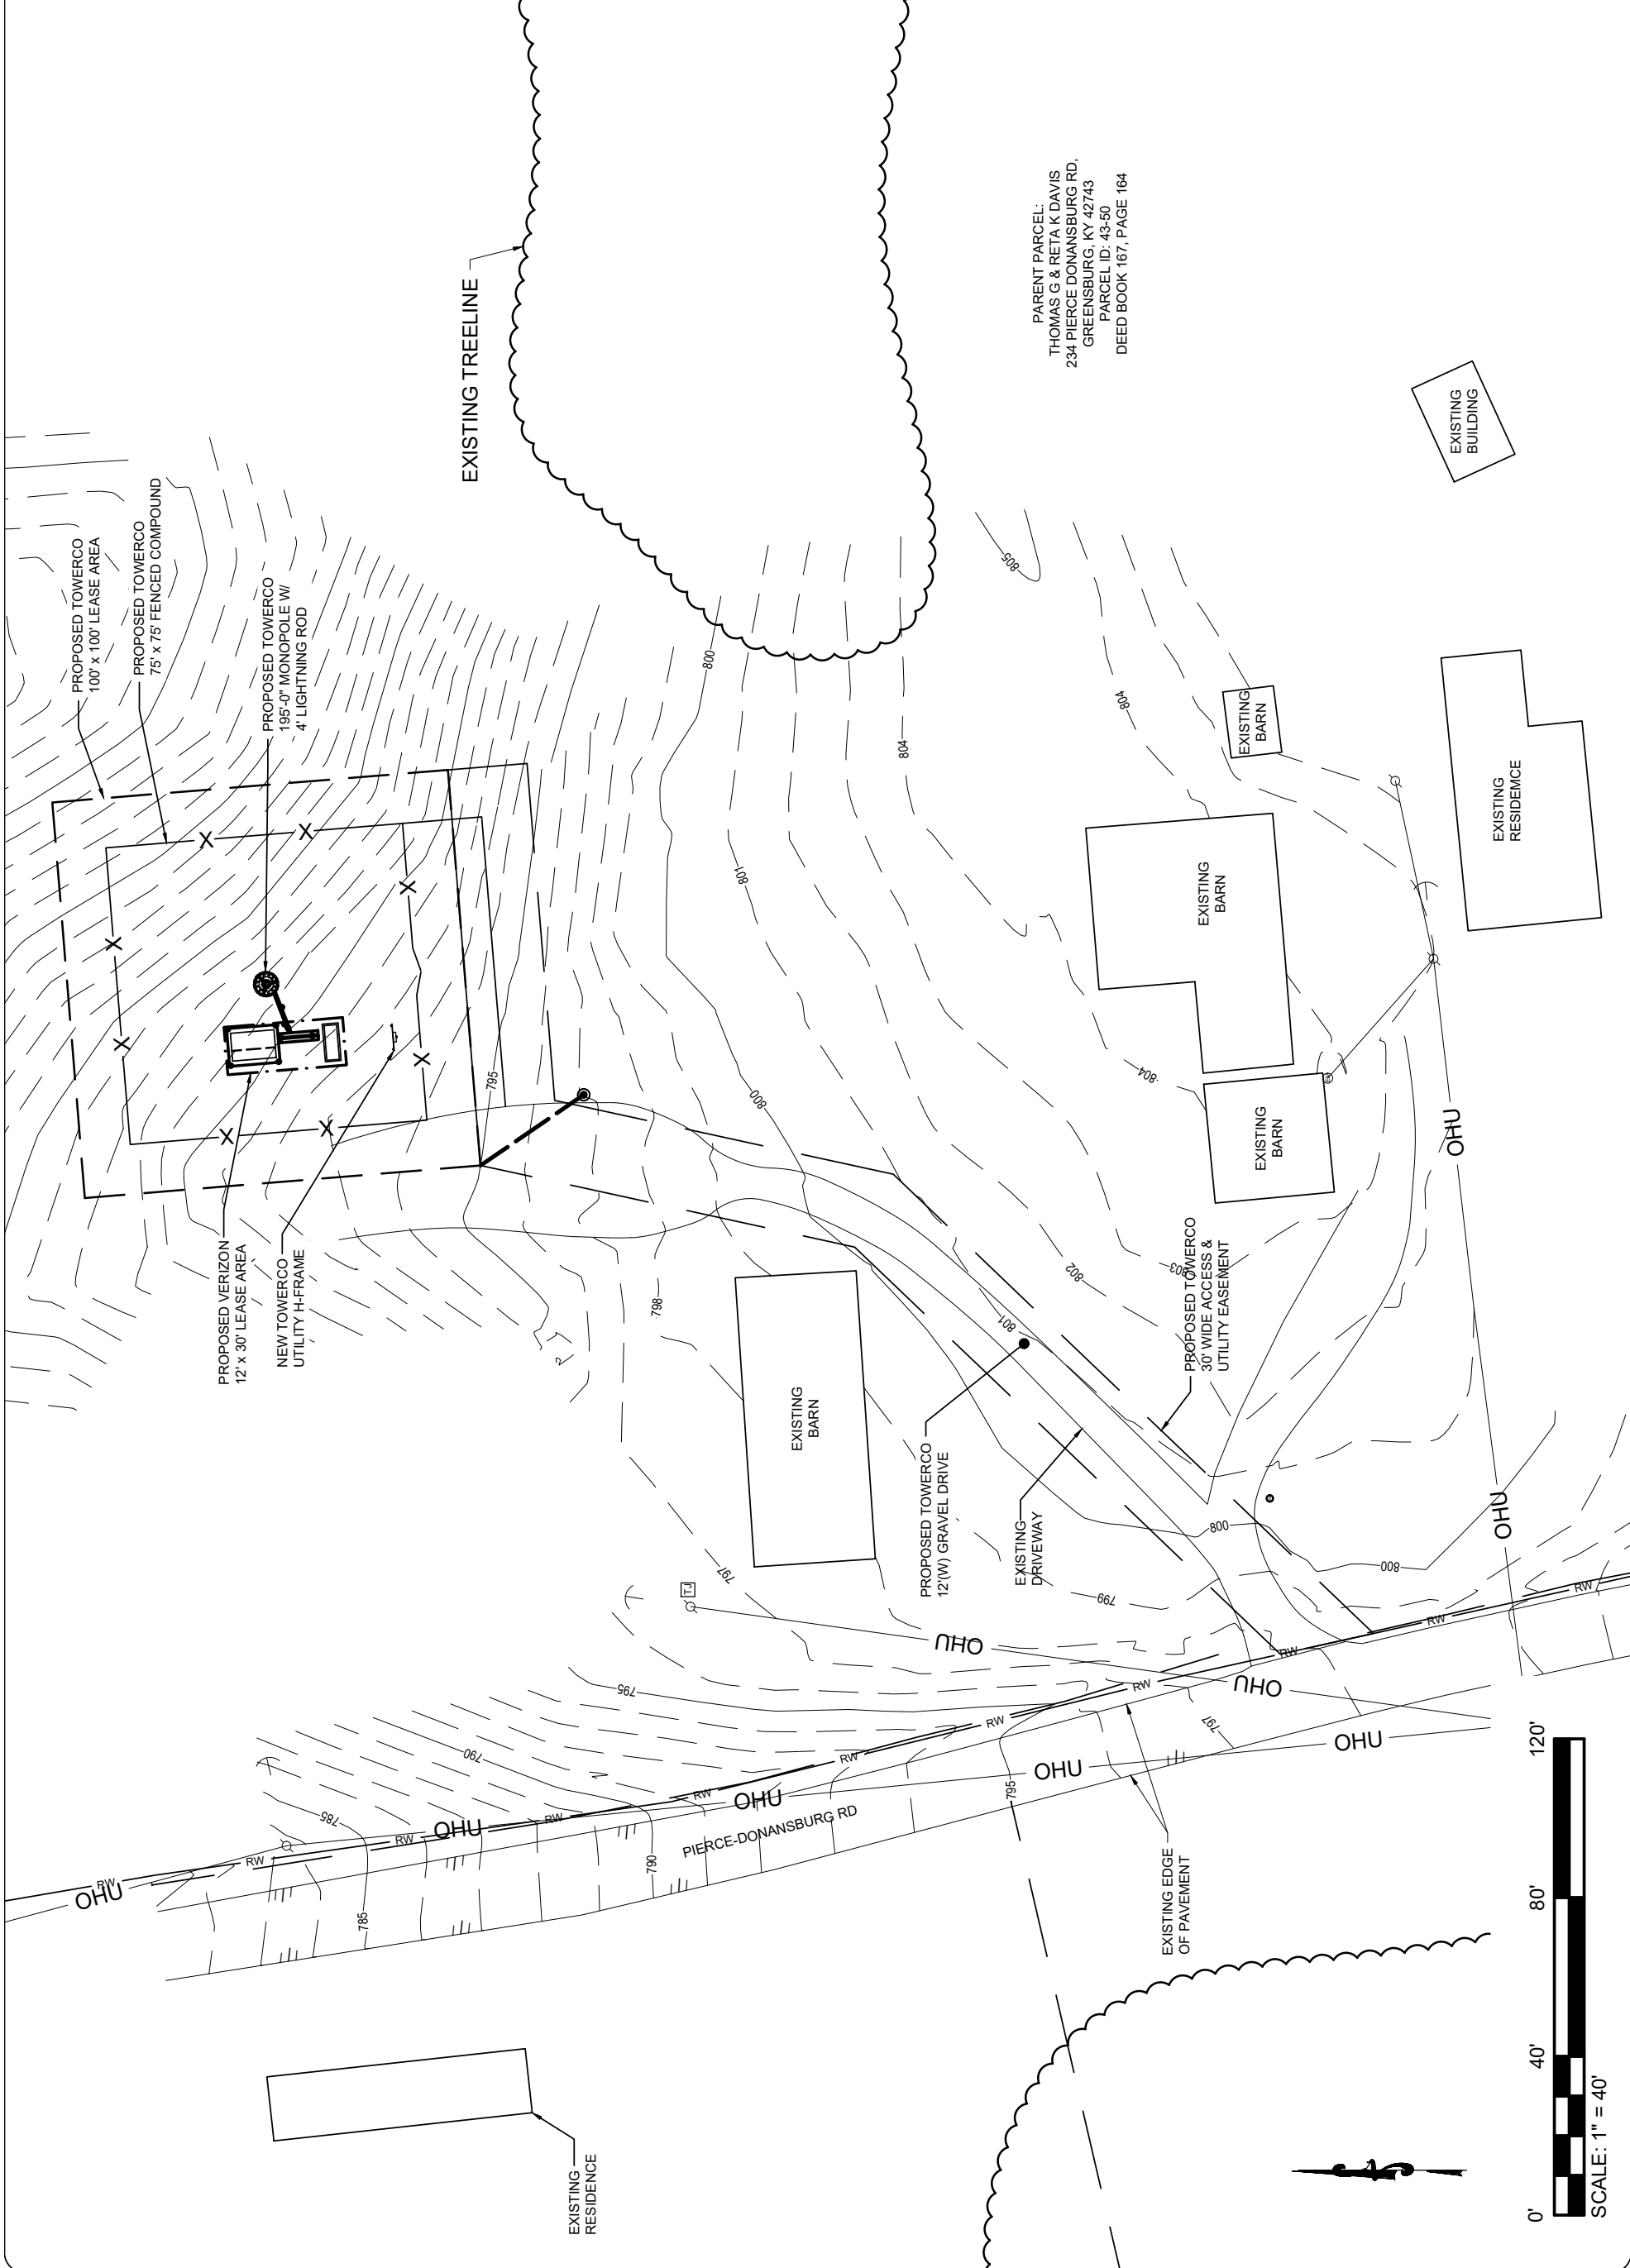 PROPOSED TOWERCO
100' x 100' LEASE AREA
PROPOSED TOWERCO
75' x 75' FENCED COMPOUND
PROPOSED TOWERCO
195'-0" MONOPOLE W/
4' LIGHTNING ROD
EXISTING TREELINE
PARENT PARCEL:
THOMAS G & RETA K DAVIS
234 PIERCE DONANSBURG RD,
GREENSBURG, KY 42743
PARCEL ID: 43-50
DEED BOOK 167, PAGE 164
EXISTING
BUILDING
X
X
X
X
X
X
X
X
PROPOSED VERIZON
12' x 30' LEASE AREA
NEW TOWERCO
UTILITY H-FRAME
795
800
801
804
805
804
EXISTING
BARN
EXISTING
RESIDEMCE
EXISTING
BARN
804
EXISTING
BARN
800
803
802
801
798
PROPOSED TOWERCO
30' WIDE ACCESS &
UTILITY EASEMENT
EXISTING
BARN
PROPOSED TOWERCO
12'(W) GRAVEL DRIVE
EXISTING
DRIVEWAY
797
TJ
799
800
800
OHU
OHU
OHU
OHU
795
790
785
797
RW
RW
RW
RW
RW
RW
RW
RW
RW
RW
RW
OHU
OHU
OHU
OHU
OHU
PIERCE-DONANSBURG RD
785
790
795
EXISTING EDGE
OF PAVEMENT
EXISTING
RESIDENCE
0'
40'
80'
120'
SCALE: 1" = 40'